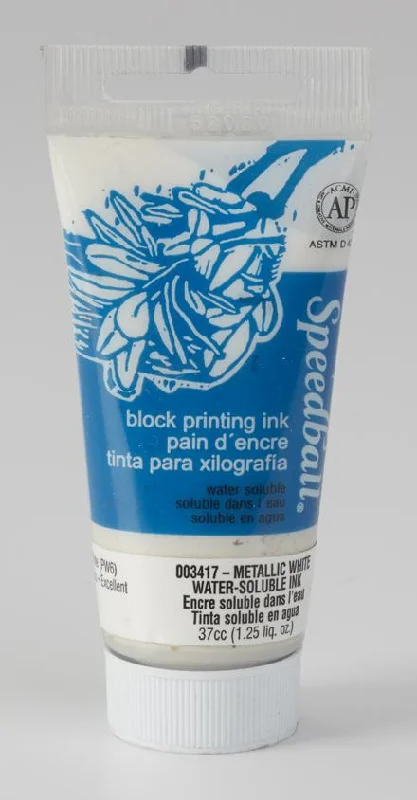 ACME
AP
ASTM D 4
Speedball®
block printing ink
pain d'encre
tinta para xilografía
water soluble
soluble dans l'eau
soluble en agua
(PW6)
Excellent
003417 – METALLIC WHITE
WATER-SOLUBLE INK
Encre soluble dans l'eau
Tinta soluble en agua
37cc (1.25 liq. oz.)